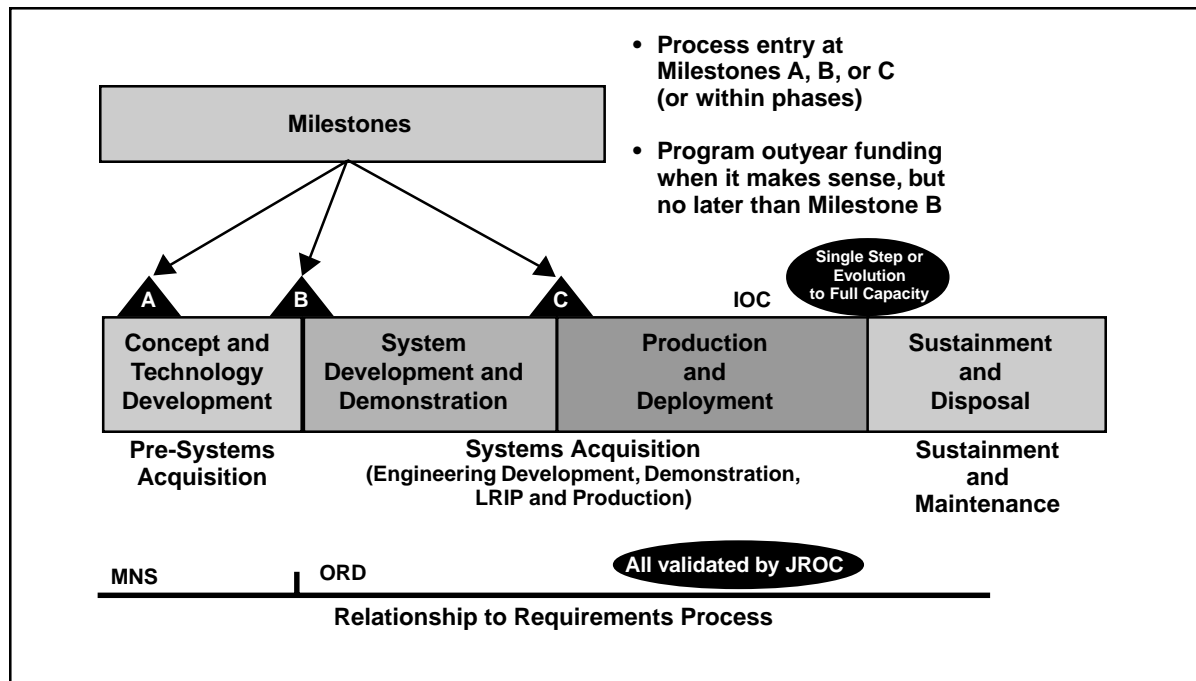 • Process entry at
Milestones A, B, or C
(or within phases)
• Program outyear funding
when it makes sense, but
no later than Milestone B
Milestones
A
B
C
IOC
Single Step or
Evolution
to Full Capacity
Concept and
Technology
Development
System
Development and
Demonstration
Production
and
Deployment
Sustainment
and
Disposal
Pre-Systems
Acquisition
Systems Acquisition
(Engineering Development, Demonstration,
LRIP and Production)
Sustainment
and
Maintenance
MNS
ORD
All validated by JROC
Relationship to Requirements Process